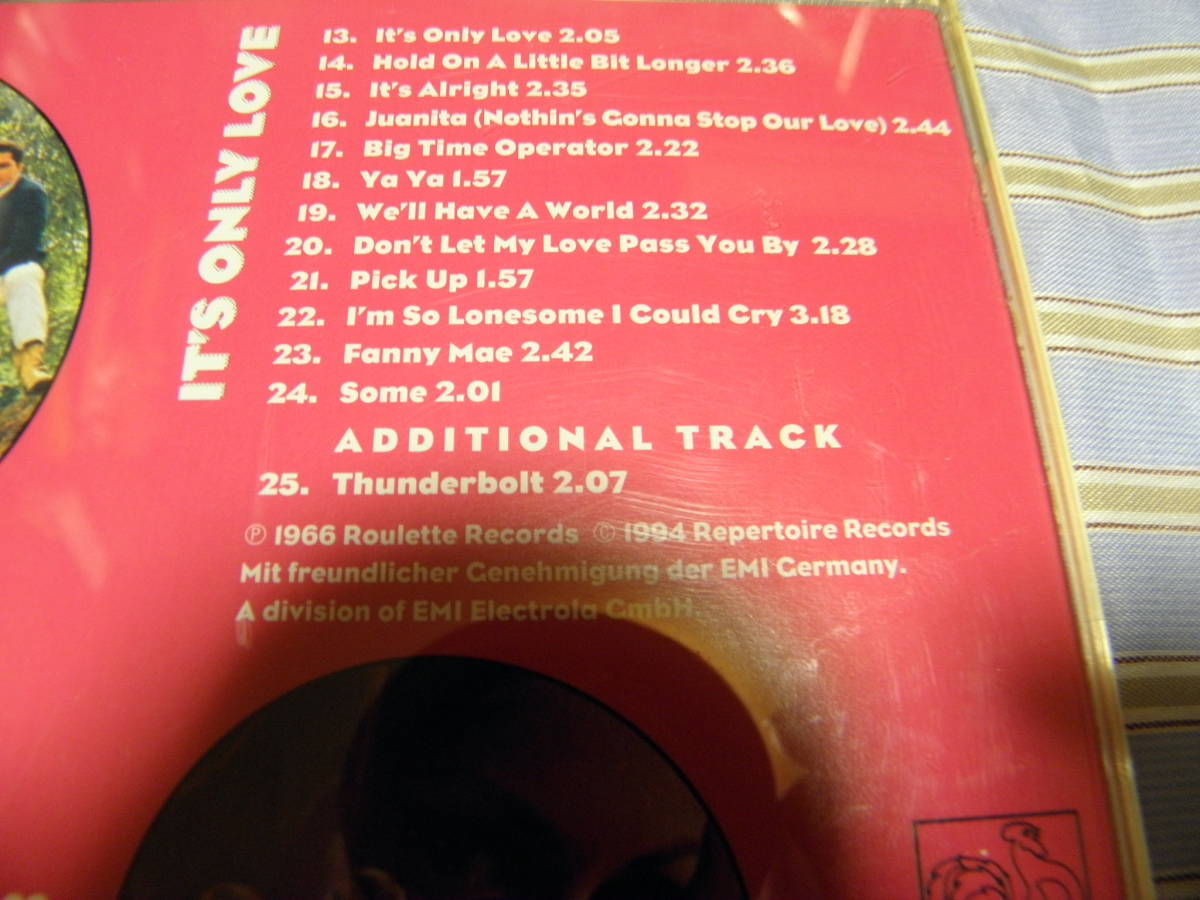 IT'S ONLY LOVE
13. It's Only Love 2.05
14. Hold On A Little Bit Longer 2.36
15. It's Alright 2.35
16. Juanita (Nothin's Gonna Stop Our Love) 2.44
17. Big Time Operator 2.22
18. Ya Ya 1.57
19. We'll Have A World 2.32
20. Don't Let My Love Pass You By 2.28
21. Pick Up 1.57
22. I'm So Lonesome I Could Cry 3.18
23. Fanny Mae 2.42
24. Some 2.01
ADDITIONAL TRACK
25. Thunderbolt 2.07
℗ 1966 Roulette Records © 1994 Repertoire Records
Mit freundlicher Genehmigung der EMI Germany.
A division of EMI Electrola GmbH.